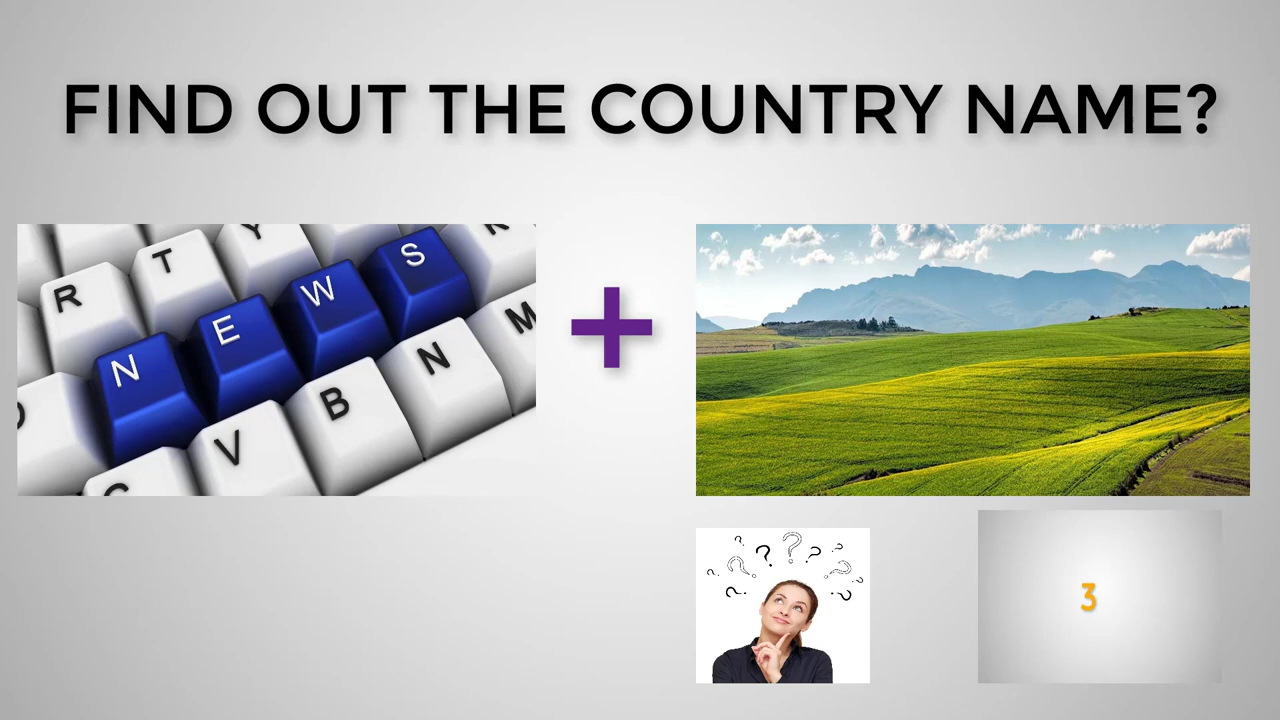 FIND OUT THE COUNTRY NAME?
R T Y
N E W S
V B N M
3